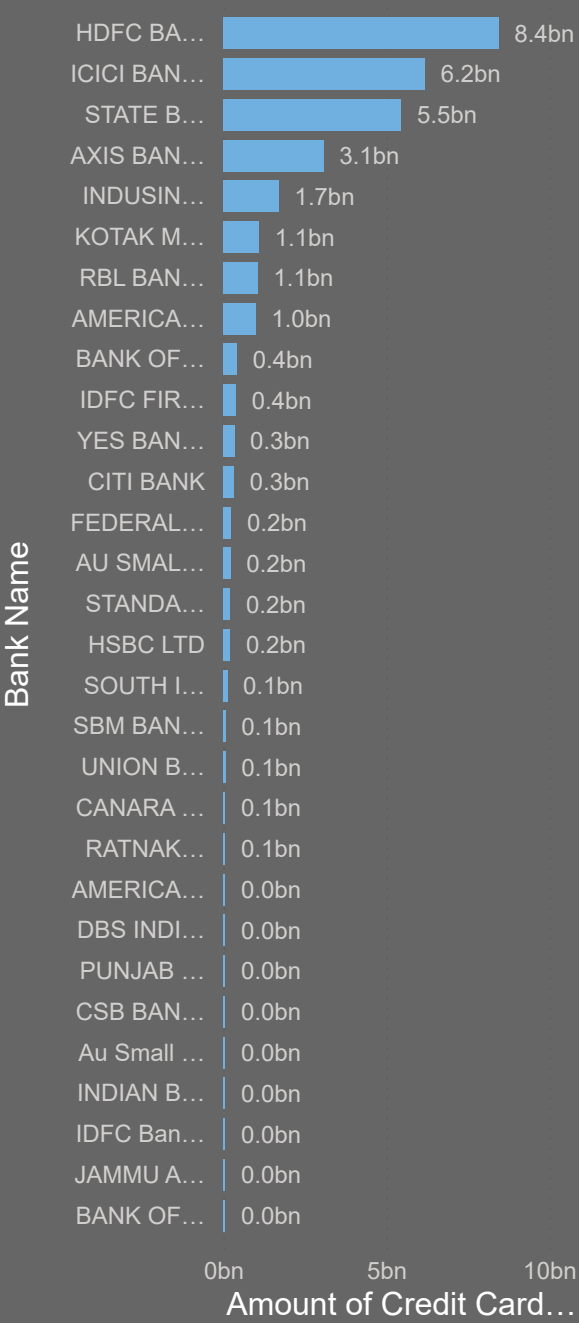 HDFC BA… 8.4bn
ICICI BAN… 6.2bn
STATE B… 5.5bn
AXIS BAN… 3.1bn
INDUSIN… 1.7bn
KOTAK M… 1.1bn
RBL BAN… 1.1bn
AMERICA… 1.0bn
BANK OF… 0.4bn
IDFC FIR… 0.4bn
YES BAN… 0.3bn
CITI BANK 0.3bn
FEDERAL… 0.2bn
AU SMAL… 0.2bn
STANDA… 0.2bn
HSBC LTD 0.2bn
SOUTH I… 0.1bn
SBM BAN… 0.1bn
UNION B… 0.1bn
CANARA … 0.1bn
RATNAK… 0.1bn
AMERICA… 0.0bn
DBS INDI… 0.0bn
PUNJAB … 0.0bn
CSB BAN… 0.0bn
Au Small … 0.0bn
INDIAN B… 0.0bn
IDFC Ban… 0.0bn
JAMMU A… 0.0bn
BANK OF… 0.0bn
Bank Name
0bn 5bn 10bn
Amount of Credit Card…